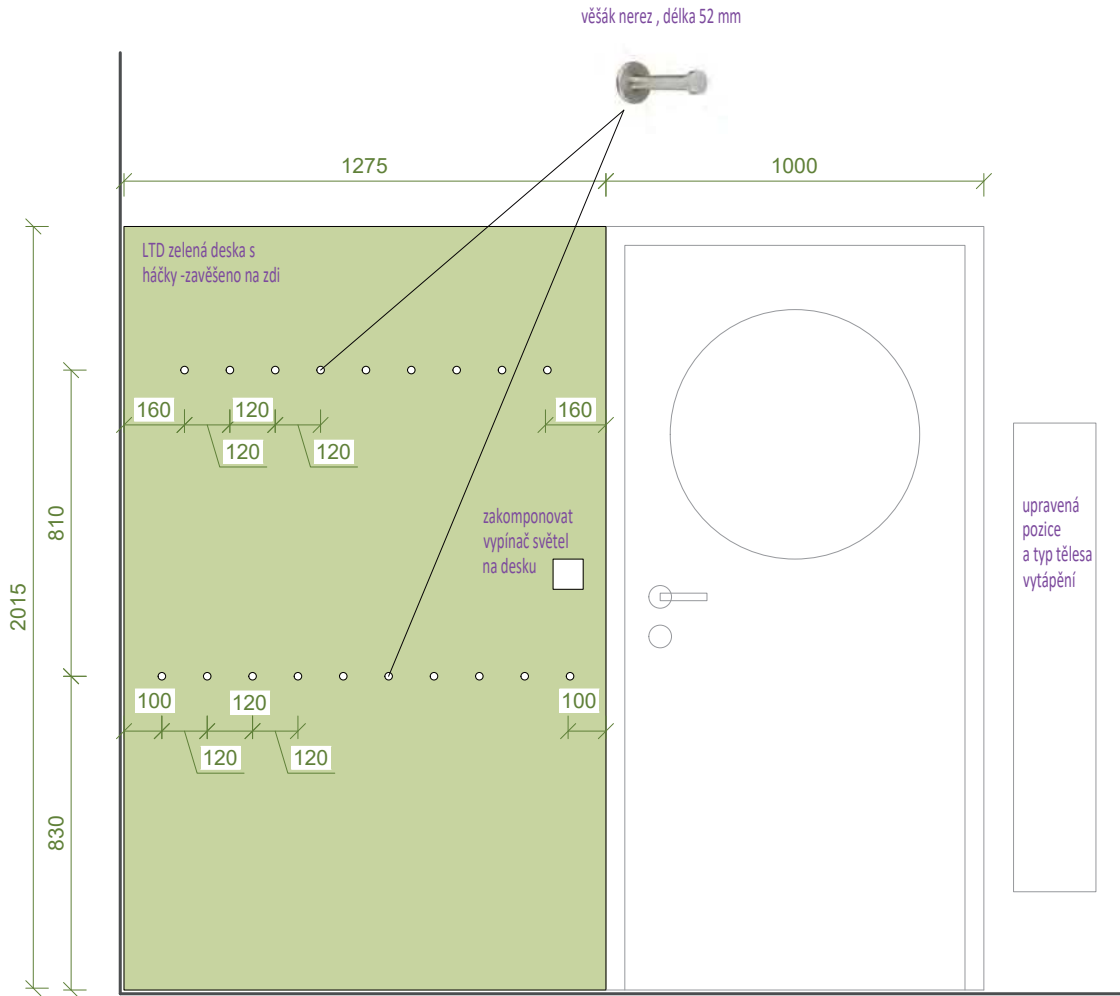 věšák nerez , délka 52 mm
1275
1000
LTD zelená deska s
háčky -zavěšeno na zdi
160
120
160
120
120
810
zakomponovat
vypínač světel
na desku
upravená
pozice
a typ tělesa
vytápění
2015
100
120
100
120
120
830